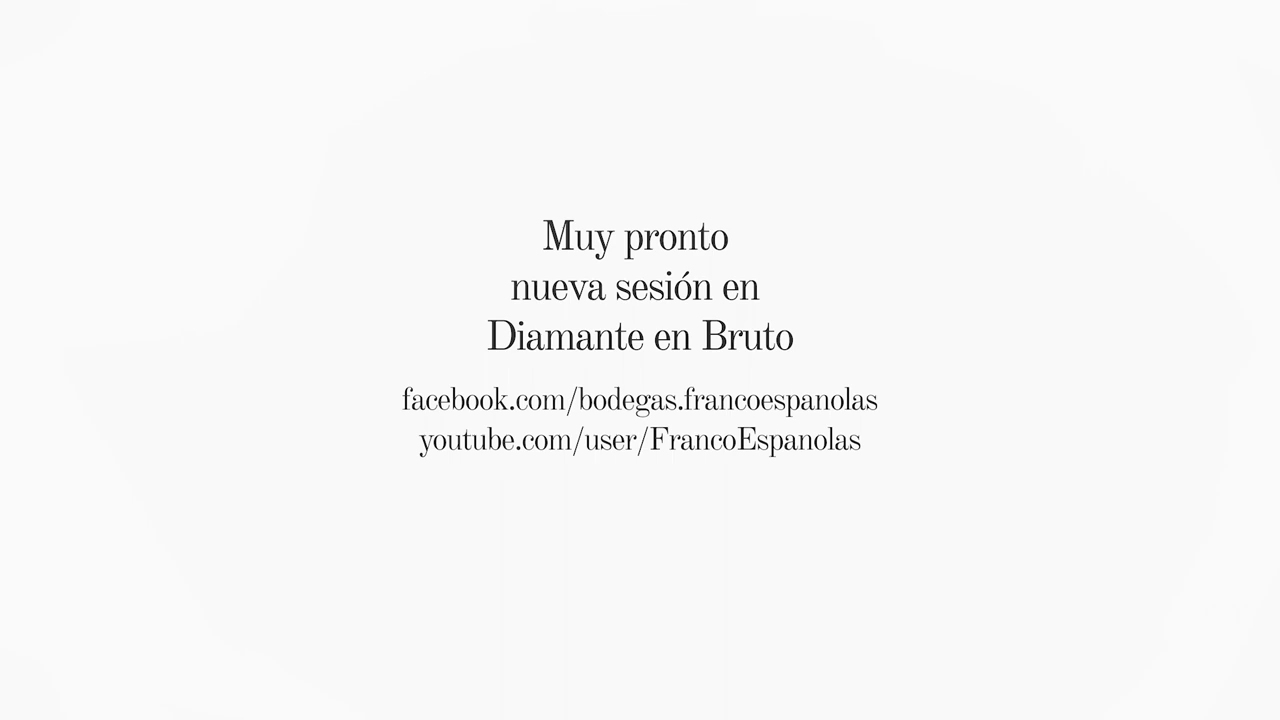 Muy pronto
nueva sesión en
Diamante en Bruto
facebook.com/bodegas.francoespanolas
youtube.com/user/FrancoEspanolas